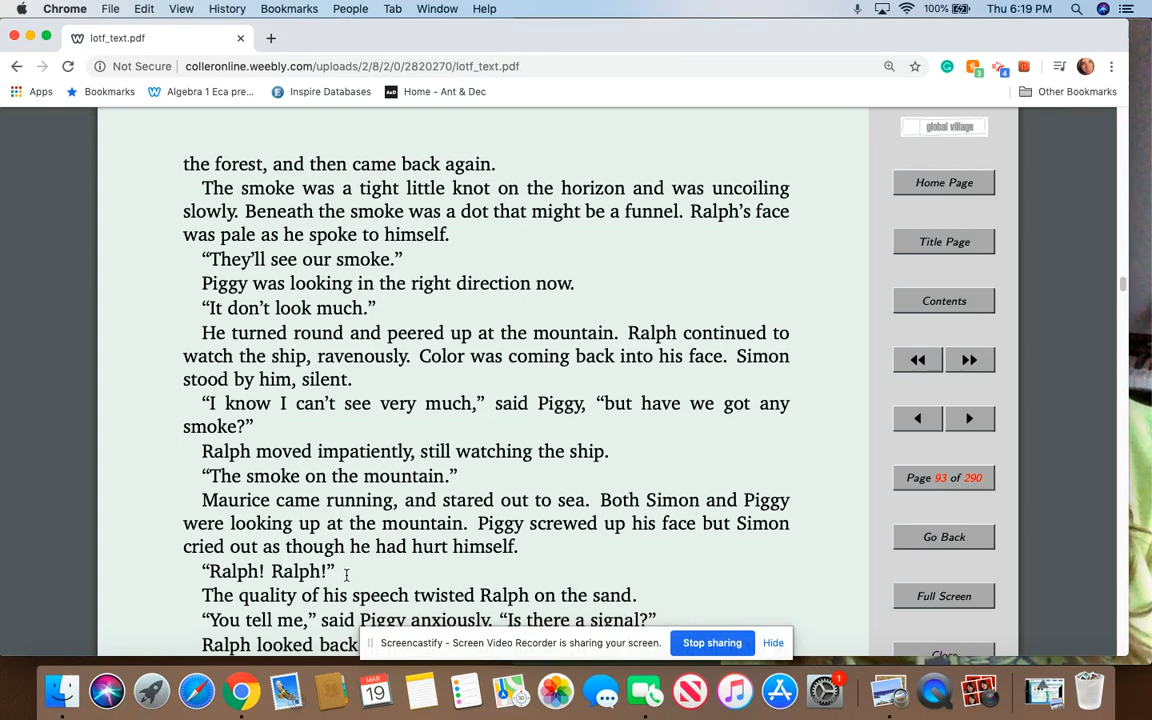 Chrome File Edit View History Bookmarks People Tab Window Help 100% Thu 6:19 PM
lotf_text.pdf
Not Secure colleronline.weebly.com/uploads/2/8/2/0/2820270/lotf_text.pdf
Apps Bookmarks Algebra 1 Eca pre... Inspire Databases Home - Ant & Dec Other Bookmarks
the forest, and then came back again.
The smoke was a tight little knot on the horizon and was uncoiling
slowly. Beneath the smoke was a dot that might be a funnel. Ralph’s face
was pale as he spoke to himself.
“They’ll see our smoke.”
Piggy was looking in the right direction now.
“It don’t look much.”
He turned round and peered up at the mountain. Ralph continued to
watch the ship, ravenously. Color was coming back into his face. Simon
stood by him, silent.
“I know I can’t see very much,” said Piggy, “but have we got any
smoke?”
Ralph moved impatiently, still watching the ship.
“The smoke on the mountain.”
Maurice came running, and stared out to sea. Both Simon and Piggy
were looking up at the mountain. Piggy screwed up his face but Simon
cried out as though he had hurt himself.
“Ralph! Ralph!”
The quality of his speech twisted Ralph on the sand.
“You tell me,” said Piggy anxiously. “Is there a signal?”
Ralph looked back
global village
Home Page
Title Page
Contents
Page 93 of 290
Go Back
Full Screen
Close
Screencastify - Screen Video Recorder is sharing your screen. Stop sharing Hide
MAR
19
1